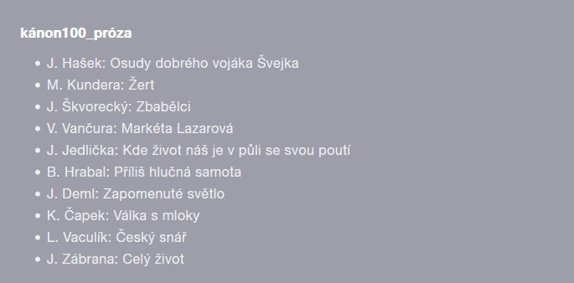 kánon100_próza
• J. Hašek: Osudy dobrého vojáka Švejka
• M. Kundera: Žert
• J. Škvorecký: Zbabělci
• V. Vančura: Markéta Lazarová
• J. Jedlička: Kde život náš je v půli se svou poutí
• B. Hrabal: Příliš hlučná samota
• J. Deml: Zapomenuté světlo
• K. Čapek: Válka s mloky
• L. Vaculík: Český snář
• J. Zábrana: Celý život